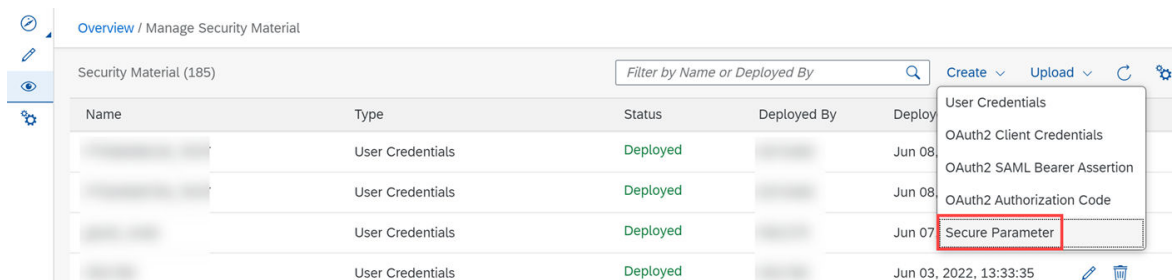 Overview / Manage Security Material
Security Material (185)
Filter by Name or Deployed By
Create
Upload
User Credentials
OAuth2 Client Credentials
OAuth2 SAML Bearer Assertion
OAuth2 Authorization Code
Secure Parameter
Name Type Status Deployed By Deploy
User Credentials Deployed Jun 08,
User Credentials Deployed Jun 08,
User Credentials Deployed Jun 07
User Credentials Deployed Jun 03, 2022, 13:33:35